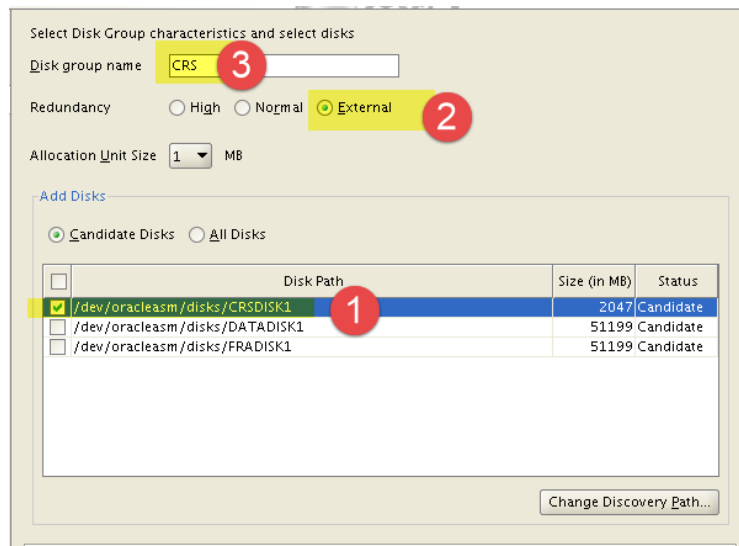 Select Disk Group characteristics and select disks
Disk group name CRS 3
Redundancy High Normal External 2
Allocation Unit Size 1 MB
Add Disks
Candidate Disks All Disks
Disk Path Size (in MB) Status
/dev/oracleasm/disks/CRSDISK1 1 2047 Candidate
/dev/oracleasm/disks/DATADISK1 51199 Candidate
/dev/oracleasm/disks/FRADISK1 51199 Candidate
Change Discovery Path...